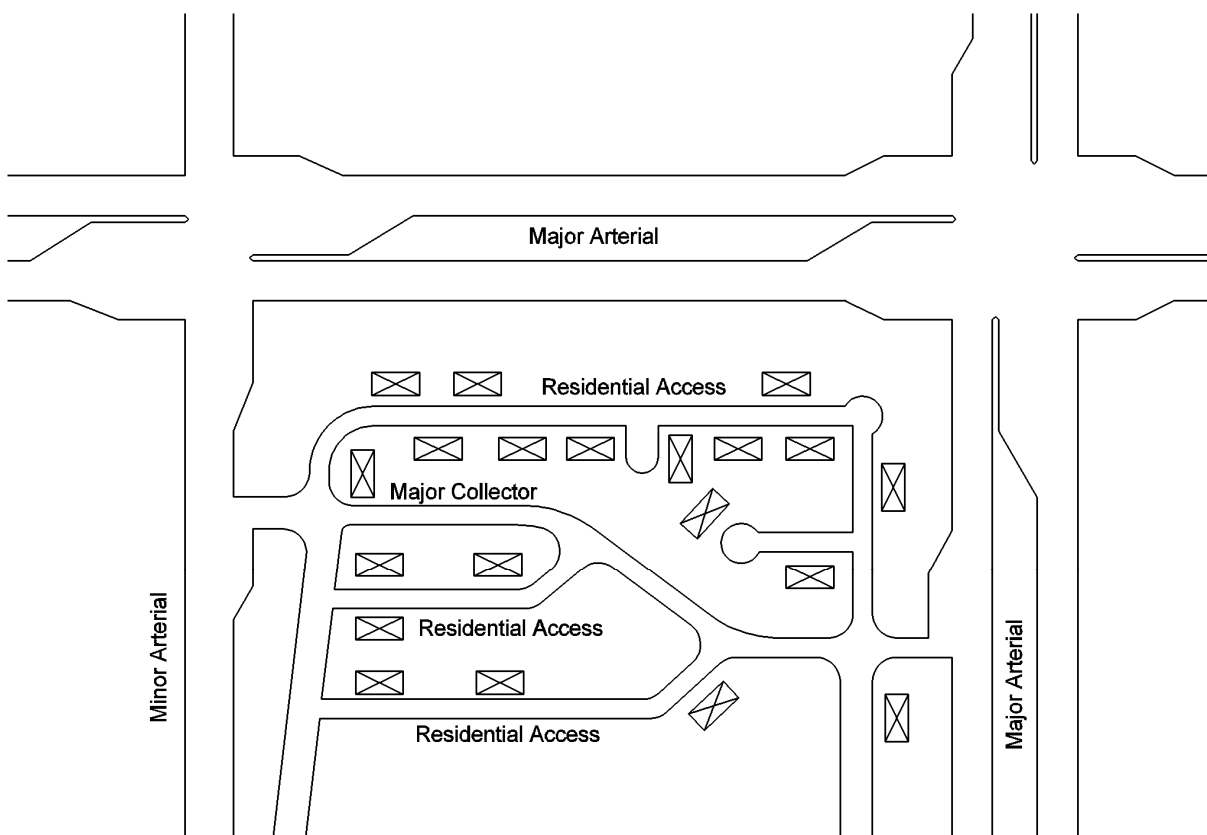 Major Arterial
Residential Access
Major Collector
Minor Arterial
Residential Access
Major Arterial
Residential Access